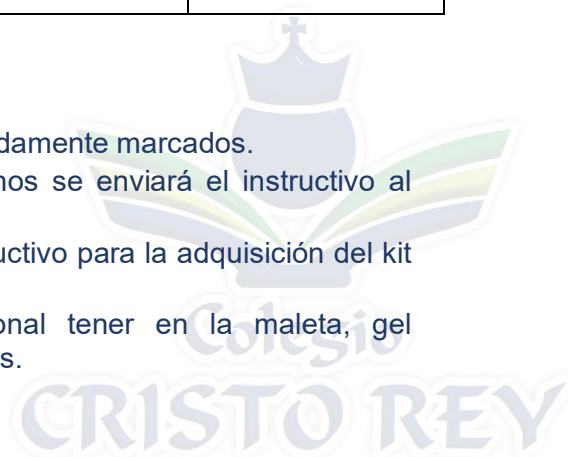 damente marcados.
nos se enviará el instructivo al
uctivo para la adquisición del kit
onal tener en la maleta, gel
s.
Colegio
CRISTO REY